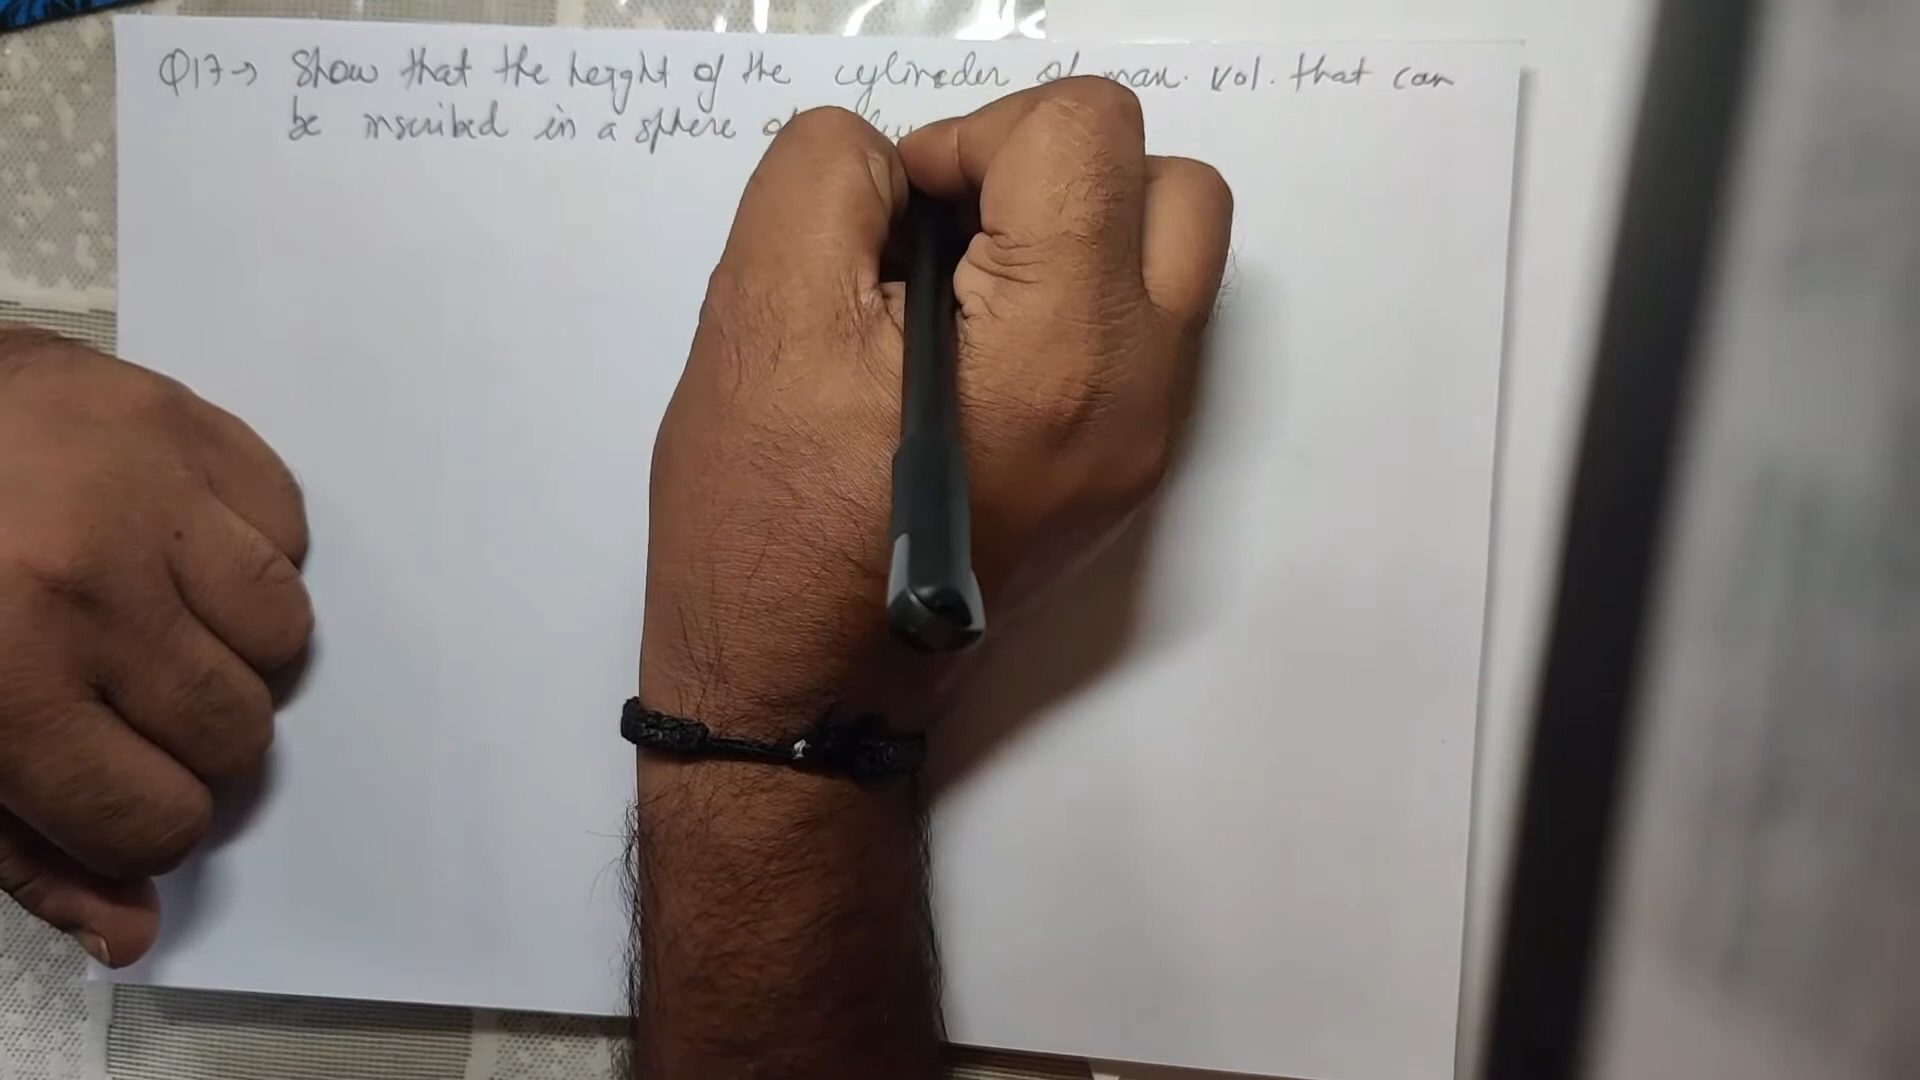 Q17→ Show that the height of the cylinder of max. vol. that can
be inscribed in a sphere